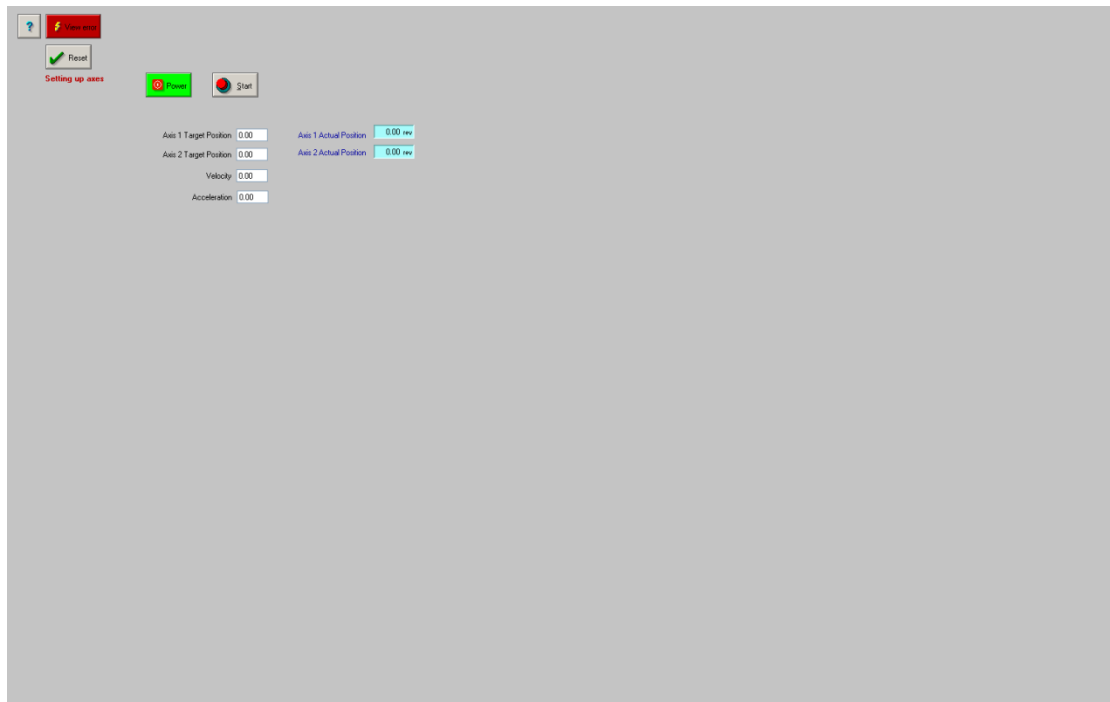 ?
View error
Reset
Setting up axes
Power
Start
Axis 1 Target Position 0.00 Axis 1 Actual Position 0.00 rev
Axis 2 Target Position 0.00 Axis 2 Actual Position 0.00 rev
Velocity 0.00
Acceleration 0.00